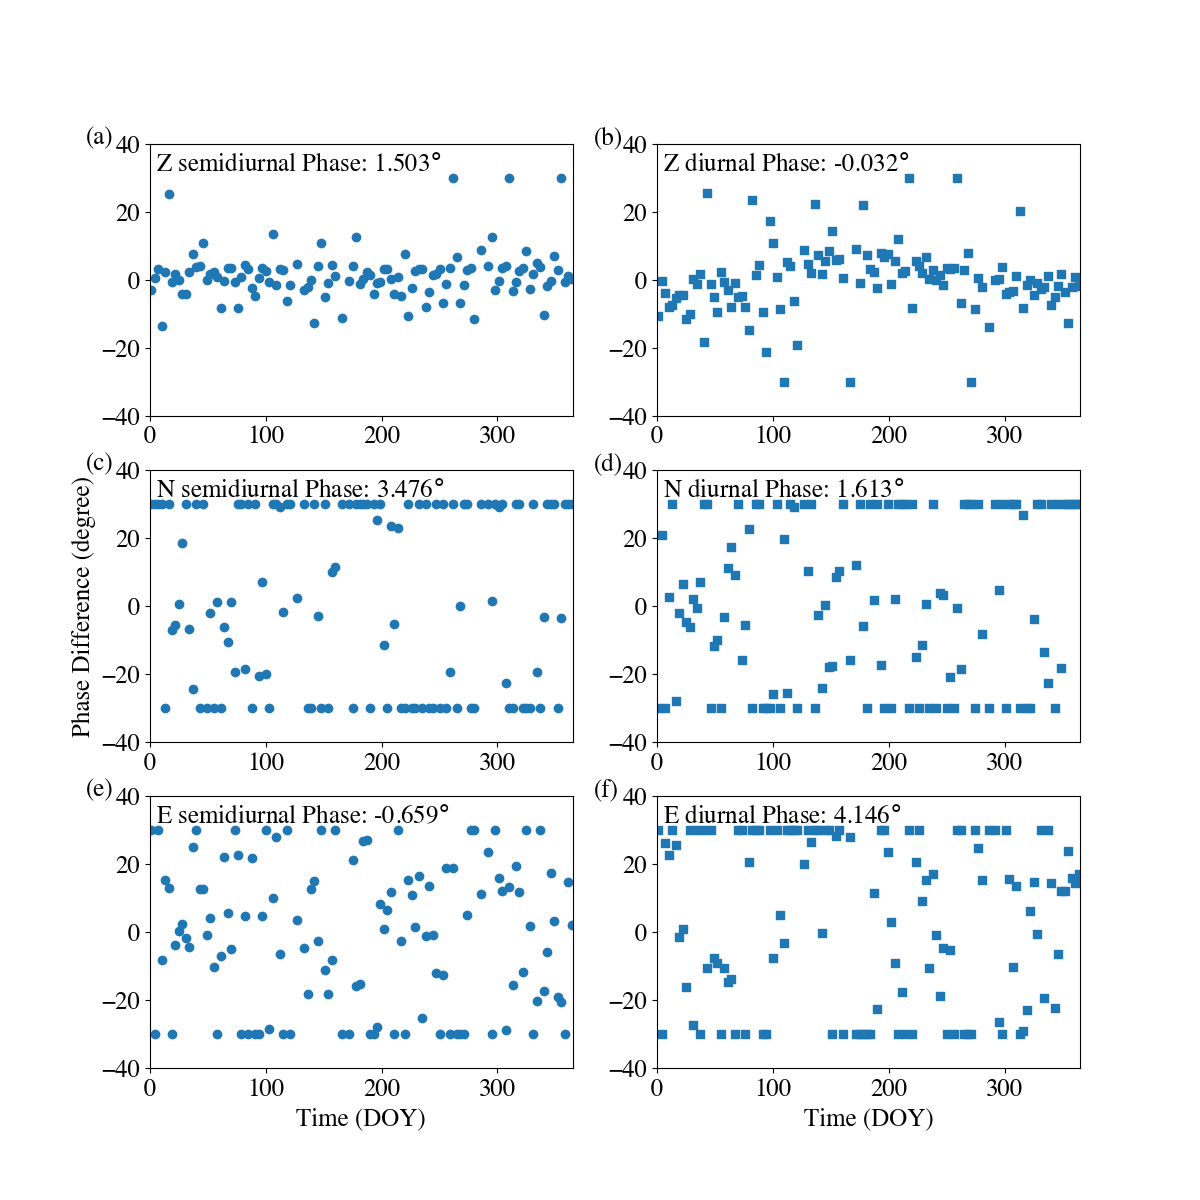 (a)
Z semidiurnal Phase: 1.503°
40
20
0
−20
−40
0 100 200 300
(b)
Z diurnal Phase: -0.032°
40
20
0
−20
−40
0 100 200 300
(c)
N semidiurnal Phase: 3.476°
40
20
0
−20
−40
0 100 200 300
Phase Difference (degree)
(d)
N diurnal Phase: 1.613°
40
20
0
−20
−40
0 100 200 300
(e)
E semidiurnal Phase: -0.659°
40
20
0
−20
−40
0 100 200 300
Time (DOY)
(f)
E diurnal Phase: 4.146°
40
20
0
−20
−40
0 100 200 300
Time (DOY)